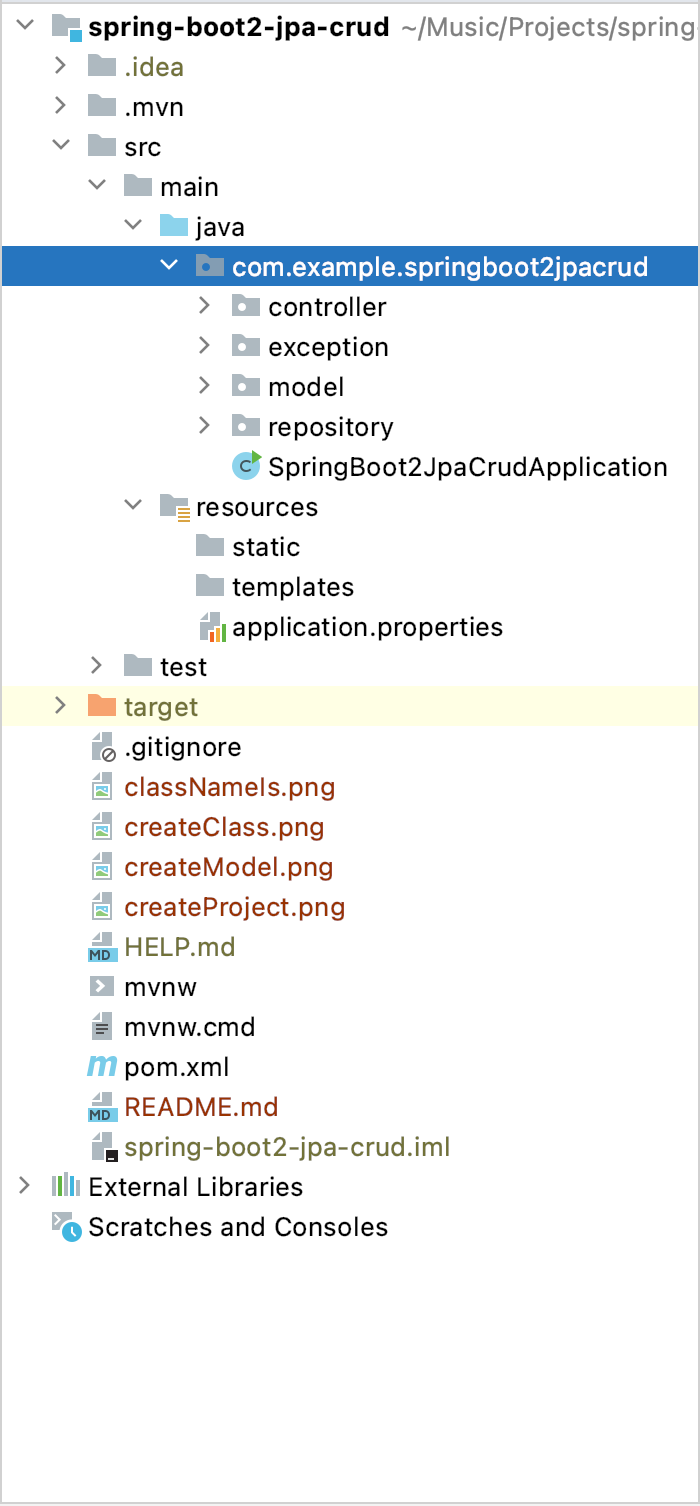 spring-boot2-jpa-crud ~/Music/Projects/spring-
.idea
.mvn
src
main
java
com.example.springboot2jpacrud
controller
exception
model
repository
C SpringBoot2JpaCrudApplication
resources
static
templates
application.properties
test
target
.gitignore
classNameIs.png
createClass.png
createModel.png
createProject.png
MD HELP.md
mvnw
mvnw.cmd
m pom.xml
MD README.md
spring-boot2-jpa-crud.iml
External Libraries
Scratches and Consoles